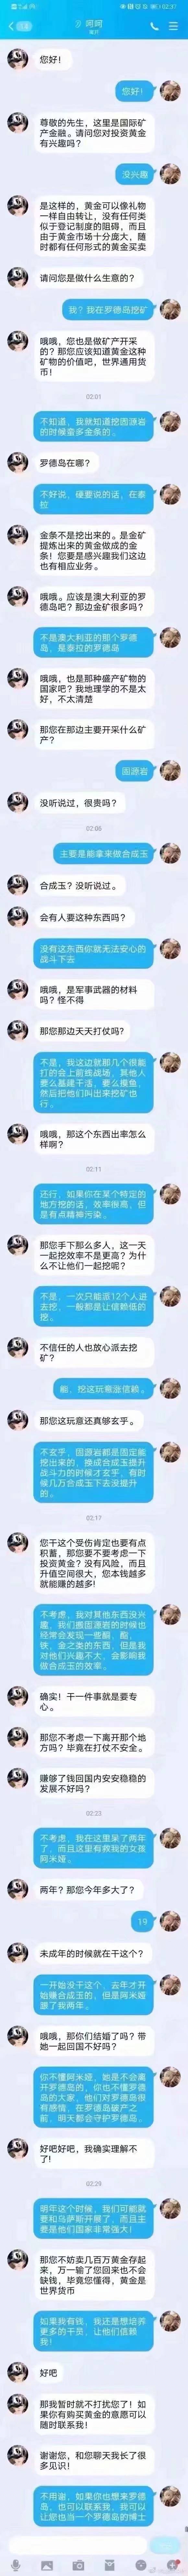 02:37
14
呵呵
您好！
您好！
尊敬的先生，这里是国际矿
产金融。请问您对投资黄金
有兴趣吗？
没兴趣
是这样的，黄金可以像礼物
一样自由转让，没有任何类
似于登记制度的阻碍，而且
由于黄金市场十分庞大，随
时都有任何形式的黄金买卖
请问您是做什么生意的？
我？我在罗德岛挖矿
哦哦，您也是做矿产开采
的？那您应该知道黄金这种
矿物的价值吧，世界通用货
币！
02:01
不知道，我就知道挖固源岩
的时候蛮多金条的。
罗德岛在哪？
不好说，硬要说的话，在泰
拉
金条不是挖出来的。是金矿
提炼出来的黄金做成的金
条！您要是感兴趣我们这边
也有相应业务。
哦哦。应该是澳大利亚的罗
德岛吧？那边金矿很多吗？
不是澳大利亚的那个罗德
岛，是泰拉的罗德岛
哦哦，也是那种盛产矿物的
国家吧？我地理学的不是太
好。不太清楚
那您在那边主要开采什么矿
产？
固源岩
没听说过，很贵吗？
02:06
主要是能拿来做合成玉
合成玉？没听说过。
会有人要这种东西吗？
没有这东西你就无法安心的
战斗下去
哦哦，是军事武器的材料
吗？怪不得
那您那边天天打仗吗？
不是，我这边就那几个很能
打的会上前线战场，其他人
要么基建干活，要么摸鱼，
然后把他们叫出来挖矿也
行。
哦哦，那这个东西出率怎么
样啊？
02:11
还行，如果你在某个特定的
地方挖的话，效率很高，但
是有点精神污染。
那您手下那么多人，这一天
一起挖效率不是更高？为什
么不让他们一起挖呢？
不是，一次只能派12个人进
去挖，一般都是让信赖低的
挖。
不信任的人也放心派去挖
矿？
能，挖这玩意涨信赖。
那您这玩意还真够玄乎。
不玄乎，固源岩都是固定能
挖出来的，换成合成玉提升
战斗力的时候才玄乎，有时
候几万合成玉下去没提升
的。
02:17
您干这个受伤肯定也要有点
积蓄，那您要不要考虑一下
投资黄金？没有风险，而且
升值空间很大，您本钱越多
就能赚的越多！
不考虑，我对其他东西没兴
趣，我们搬固源岩的时候也
经常会发现一些酮、酯、
铁、金之类的东西，但是我
对他们兴趣不大，会影响我
做合成玉的效率。
确实！干一件事就是要专
心。
那您不考虑一下离开那个地
方吗？毕竟在打仗不安全。
赚够了钱回国内安安稳稳的
发展不好吗？
02:23
不考虑，我在这里呆了两年
了，而且这里有救我的女孩
阿米娅。
两年？那您今年多大了？
19
未成年的时候就在干这个？
一开始没干这个，去年才开
始赚合成玉的，但是阿米娅
跟了我两年。
哦哦，那你们结婚了吗？带
她一起回国不好吗？
你不懂阿米娅，她是不会离
开罗德岛的，你也不懂罗德
岛的大家，他们对罗德岛很
有感情，在罗德岛破产之
前，明天都会守护罗德岛。
好吧好吧，我确实理解不
了！
02:29
明年这个时候，我们可能就
要和乌萨斯开展了，而且主
要是他们国家非常强大！
那您不妨卖几百万黄金存起
来，万一输了您回来也不会
缺钱，毕竟您懂得，黄金是
世界货币
如果我有钱，我还是想培养
更多的干员，让他们信赖
我！
好吧
那我暂时就不打扰您了！如
果你有购买黄金的意愿可以
随时联系我！
谢谢您，和您聊天我长了很
多见识！
不用谢，如果你也想来罗德
岛，也可以联系我，我可以
让您也当一个罗德岛的博士